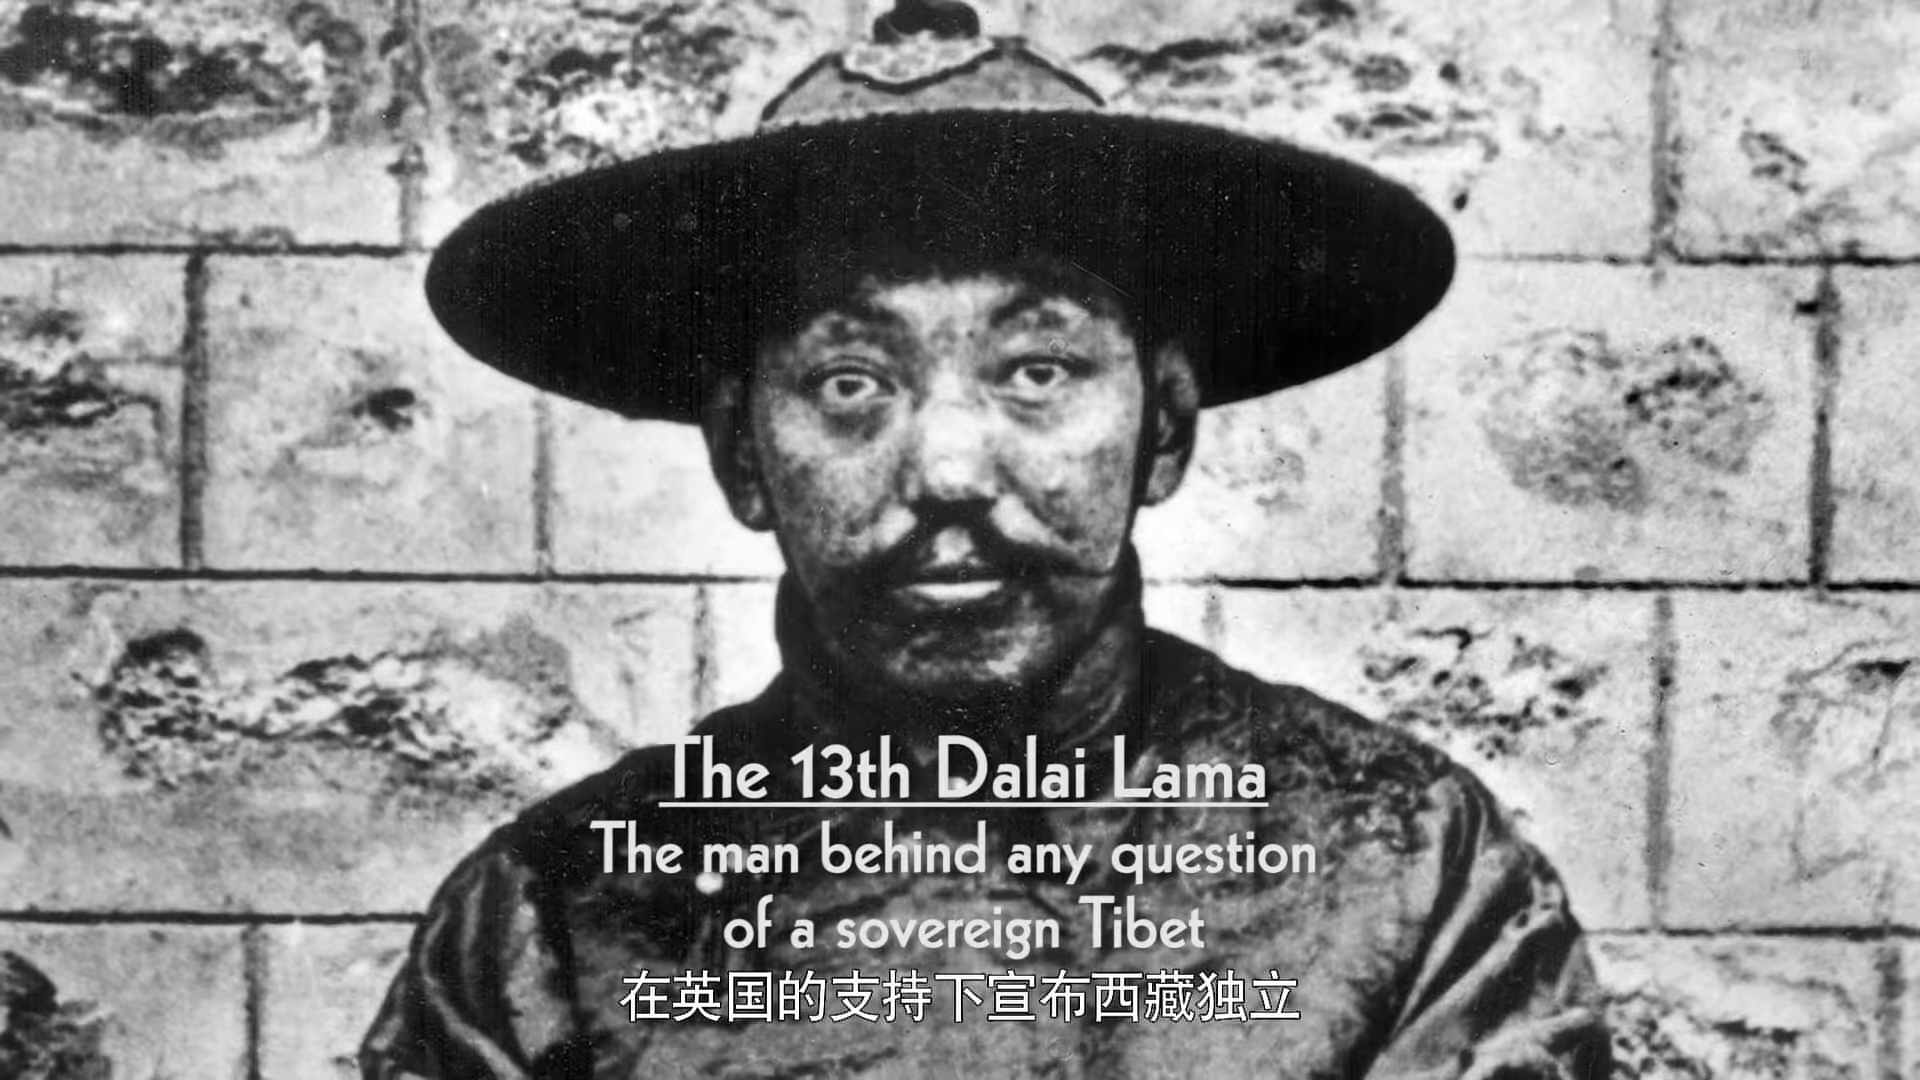 The 13th Dalai Lama
The man behind any question
of a sovereign Tibet
在英国的支持下宣布西藏独立